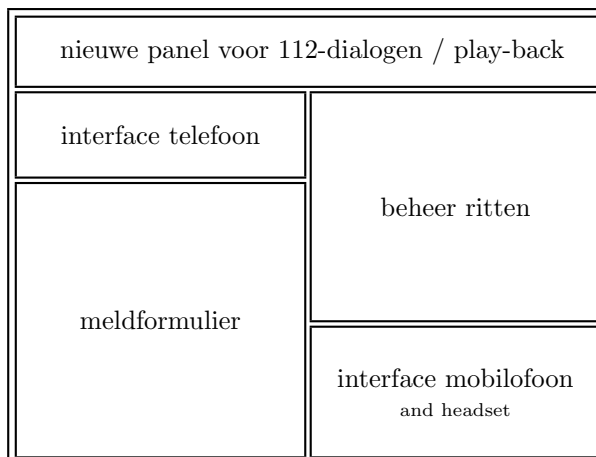 nieuwe panel voor 112-dialogen / play-back
interface telefoon
beheer ritten
meldformulier
interface mobilofoon
and headset